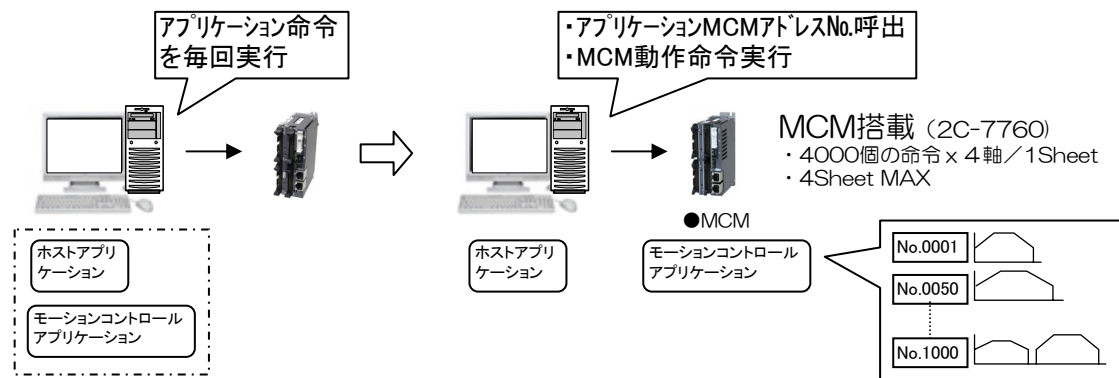 アプリケーション命令
を毎回実行
・アプリケーションMCMアドレスNo.呼出
・MCM動作命令実行
MCM搭載（2C-7760）
・4000個の命令 x 4軸／1Sheet
・4Sheet MAX
●MCM
ホストアプリ
ケーション
モーションコントロール
アプリケーション
ホストアプリ
ケーション
モーションコントロール
アプリケーション
No.0001
No.0050
No.1000